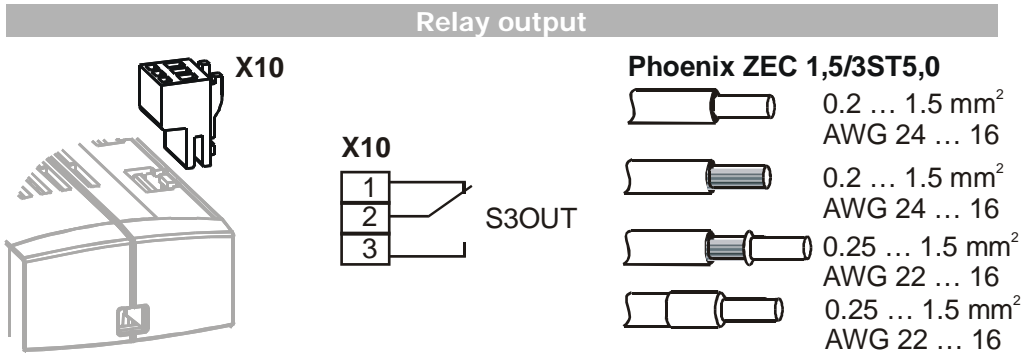 Relay output
X10
X10
1
2
3
S3OUT
Phoenix ZEC 1,5/3ST5,0
0.2 … 1.5 mm²
AWG 24 … 16
0.2 … 1.5 mm²
AWG 24 … 16
0.25 … 1.5 mm²
AWG 22 … 16
0.25 … 1.5 mm²
AWG 22 … 16